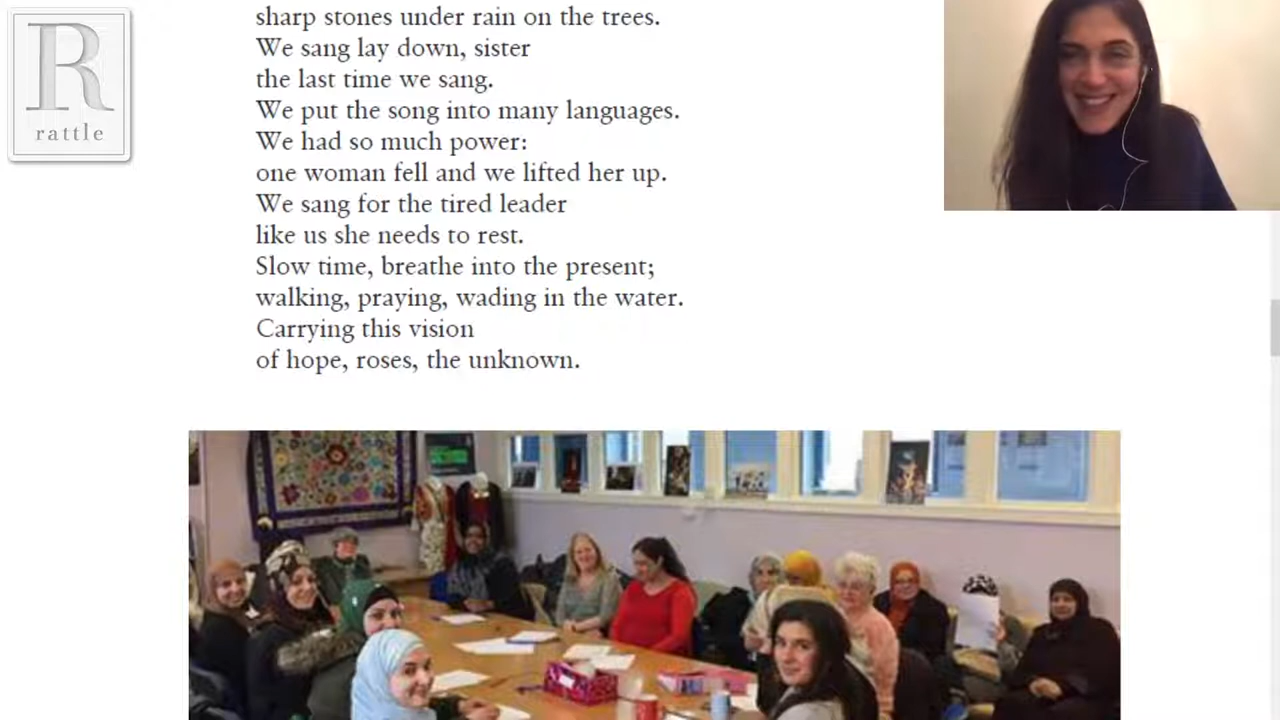 R
rattle
sharp stones under rain on the trees.
We sang lay down, sister
the last time we sang.
We put the song into many languages.
We had so much power:
one woman fell and we lifted her up.
We sang for the tired leader
like us she needs to rest.
Slow time, breathe into the present;
walking, praying, wading in the water.
Carrying this vision
of hope, roses, the unknown.